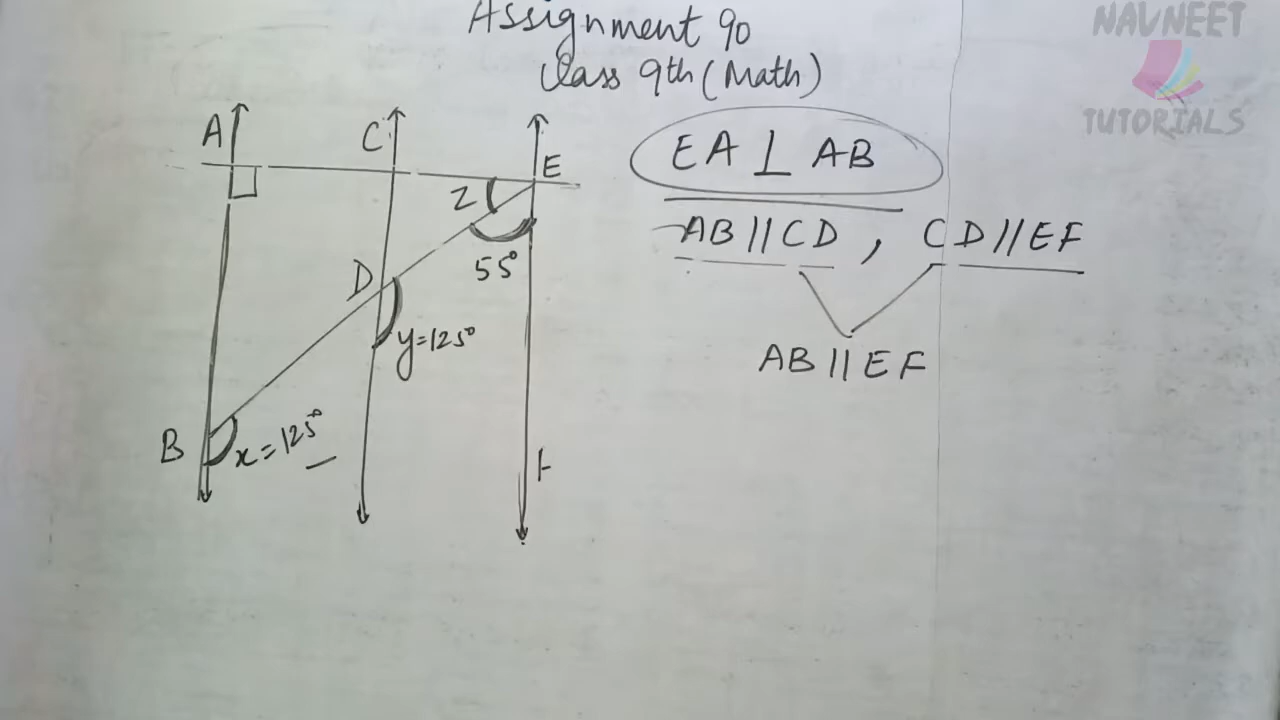 Assignment 90
Class 9th (Math)
NAVNEET
TUTORIALS
A
C
E
EA ⊥ AB
z
AB || CD , CD || EF
55°
D
y=125°
AB || EF
B
x=125°